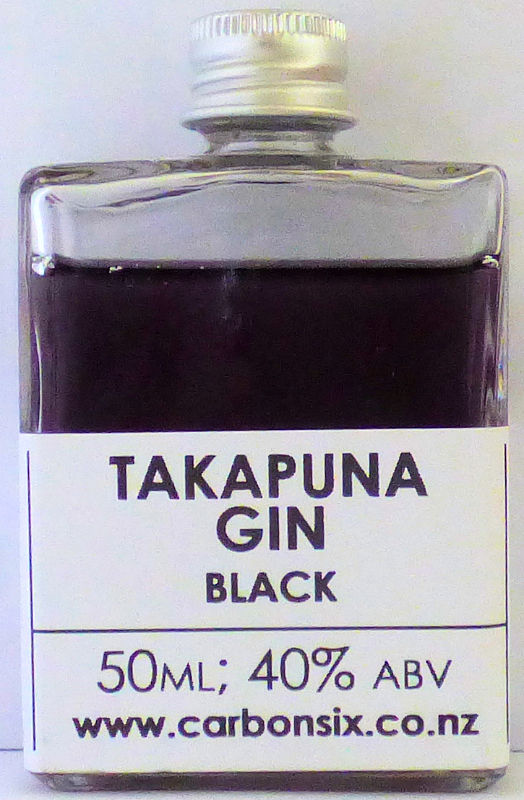 TAKAPUNA
GIN
BLACK
50ML; 40% ABV
www.carbonsix.co.nz